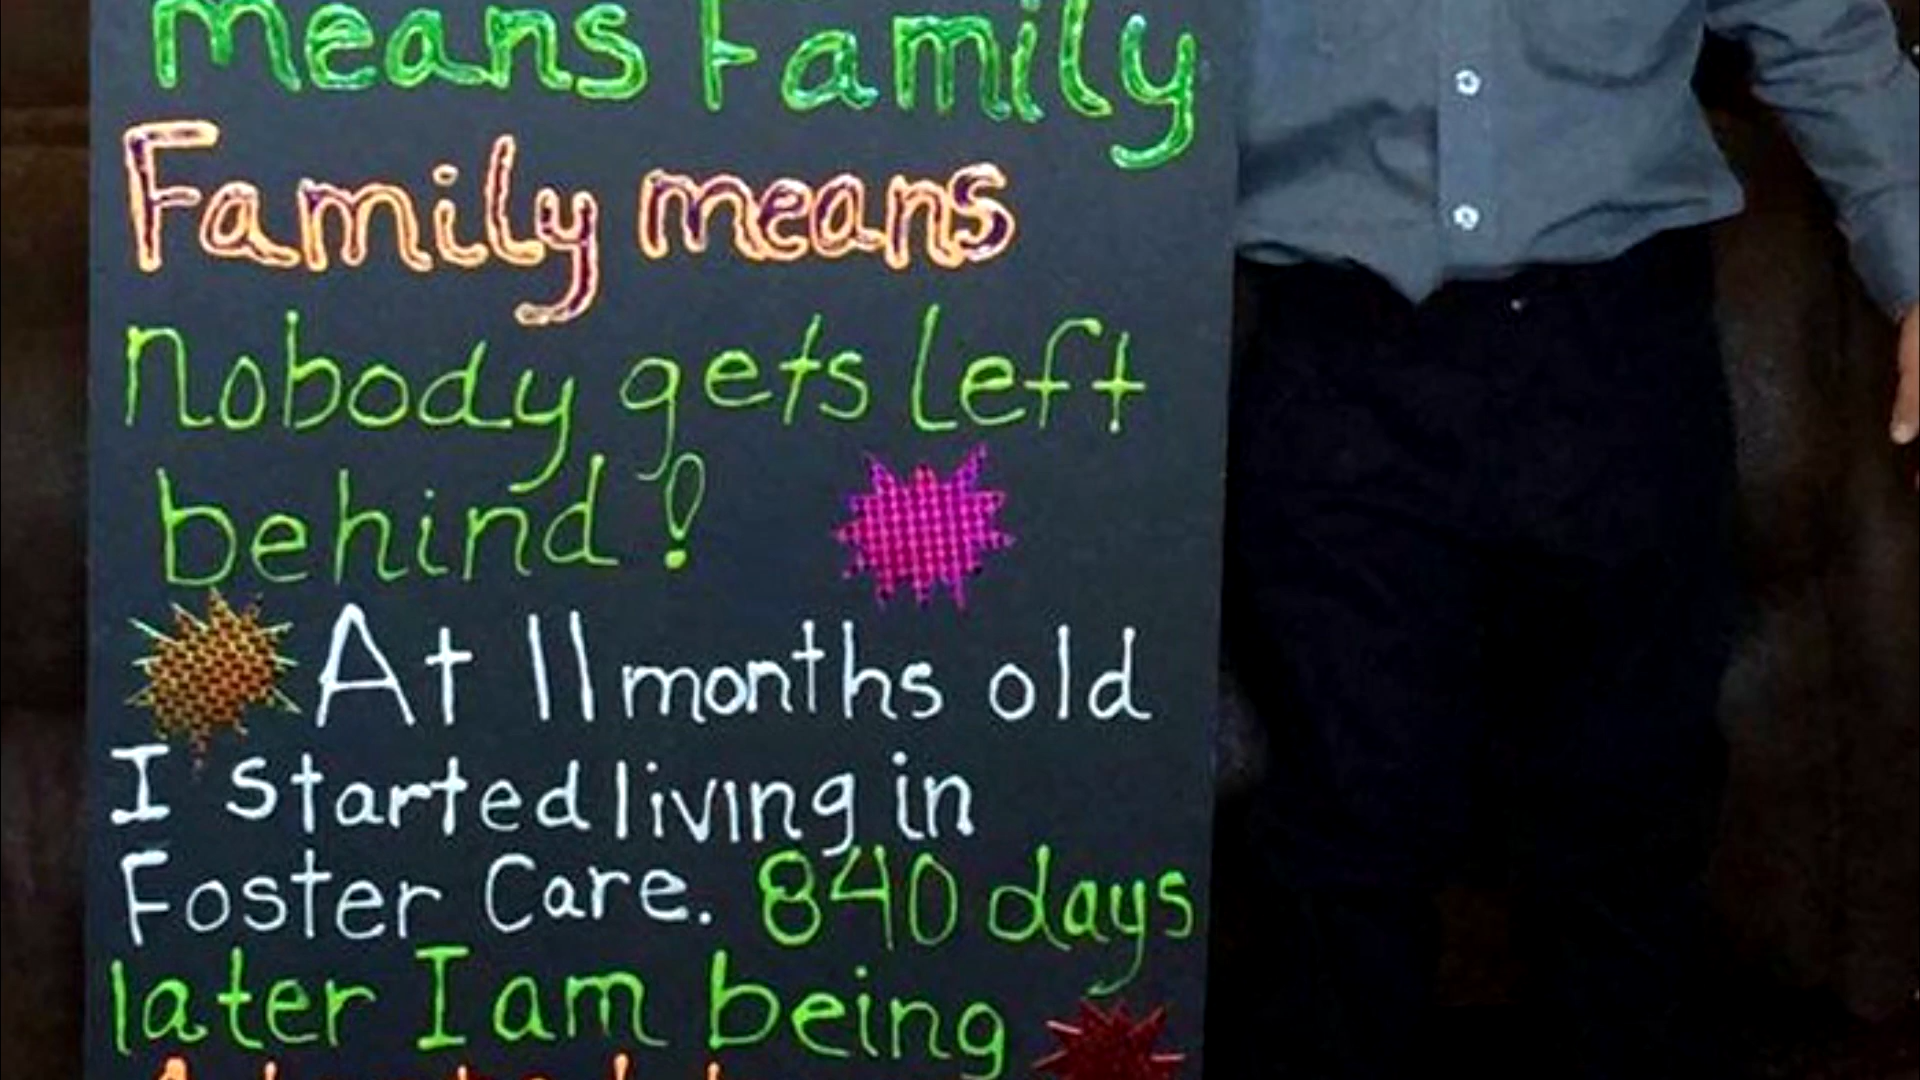 means Family
Family means
nobody gets left
behind!
At 11 months old
I started living in
Foster Care. 840 days
later I am being